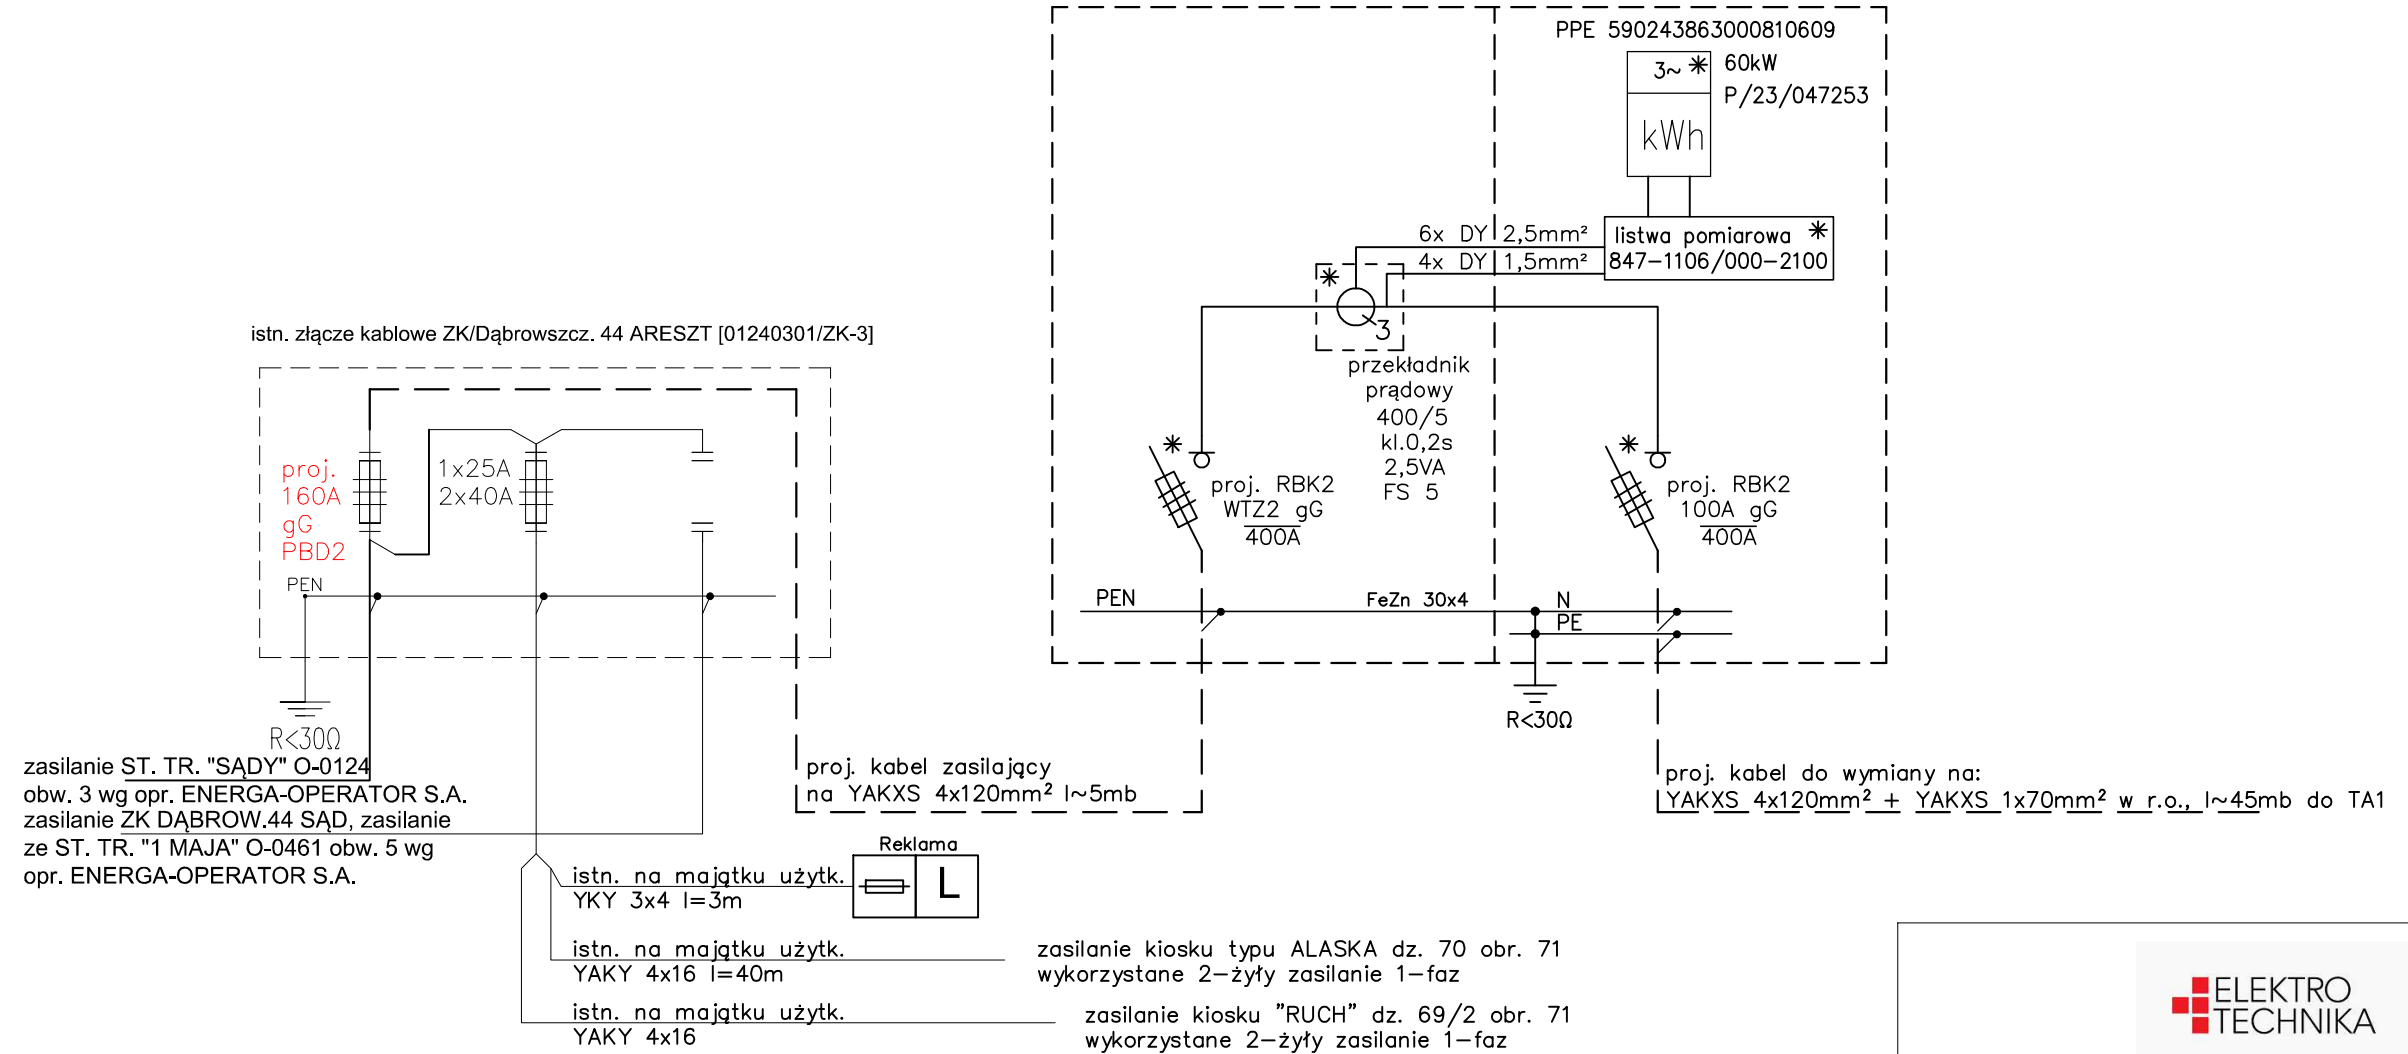 PPE 590243863000810609
3~ *
60kW
P/23/047253
kWh
6x DY 2,5mm²
4x DY 1,5mm²
listwa pomiarowa *
847-1106/000-2100
*
3
przekładnik
prądowy
400/5
kl.0,2s
2,5VA
FS 5
*
proj. RBK2
WTZ2 gG
400A
*
proj. RBK2
100A gG
400A
PEN
FeZn 30x4
N
PE
R<30Ω
istn. złącze kablowe ZK/Dąbrowszcz. 44 ARESZT [01240301/ZK-3]
proj.
160A
gG
PBD2
1x25A
2x40A
PEN
R<30Ω
zasilanie ST. TR. "SĄDY" O-0124
obw. 3 wg opr. ENERGA-OPERATOR S.A.
zasilanie ZK DĄBROW.44 SĄD, zasilanie
ze ST. TR. "1 MAJA" O-0461 obw. 5 wg
opr. ENERGA-OPERATOR S.A.
proj. kabel zasilający
na YAKXS 4x120mm² l~5mb
proj. kabel do wymiany na:
YAKXS 4x120mm² + YAKXS 1x70mm² w r.o., l~45mb do TA1
Reklama
L
istn. na majątku użytk.
YKY 3x4 l=3m
istn. na majątku użytk.
YAKY 4x16 l=40m
zasilanie kiosku typu ALASKA dz. 70 obr. 71
wykorzystane 2-żyły zasilanie 1-faz
istn. na majątku użytk.
YAKY 4x16
zasilanie kiosku "RUCH" dz. 69/2 obr. 71
wykorzystane 2-żyły zasilanie 1-faz
ELEKTRO
TECHNIKA